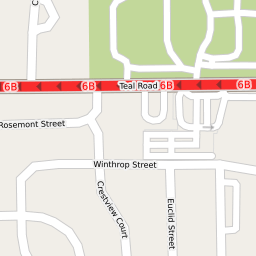 C
6B
6B
Teal Road
6B
6B
Rosemont Street
Winthrop Street
Crestview Court
Euclid Street